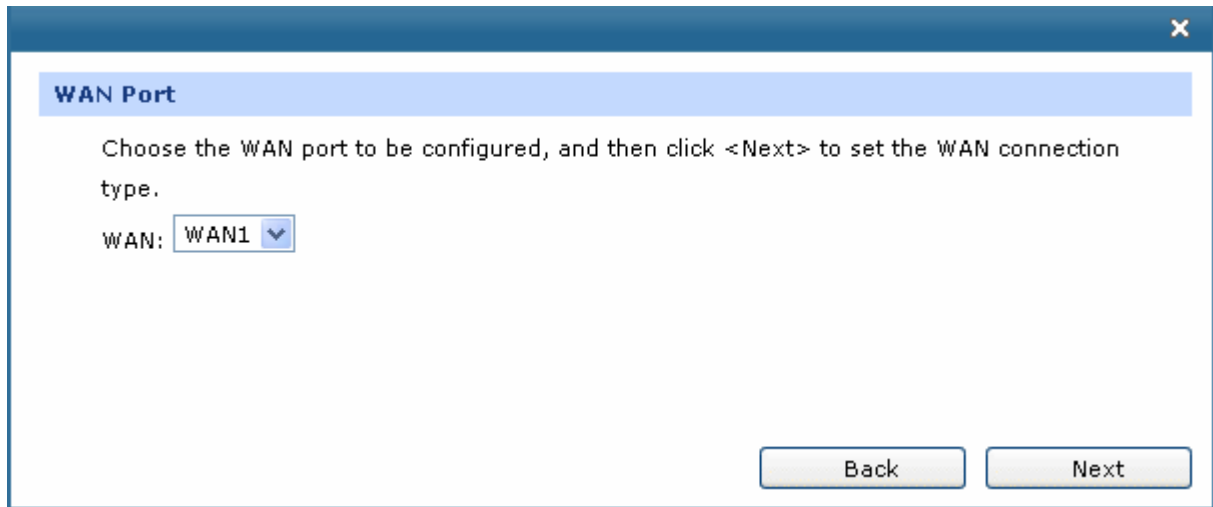 WAN Port
Choose the WAN port to be configured, and then click <Next> to set the WAN connection
type.
WAN: WAN1
Back Next